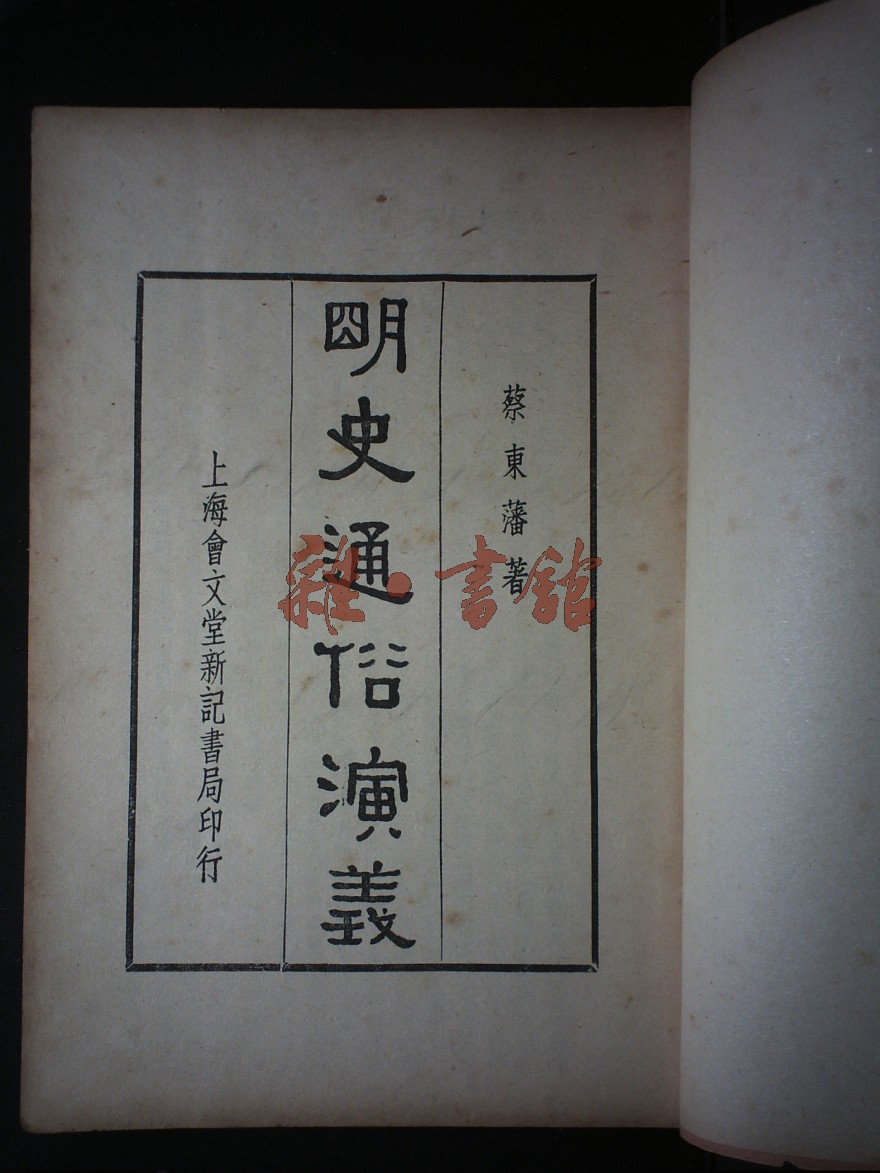 蔡東藩著
明史通俗演義
上海會文堂新記書局印行
雜·書館